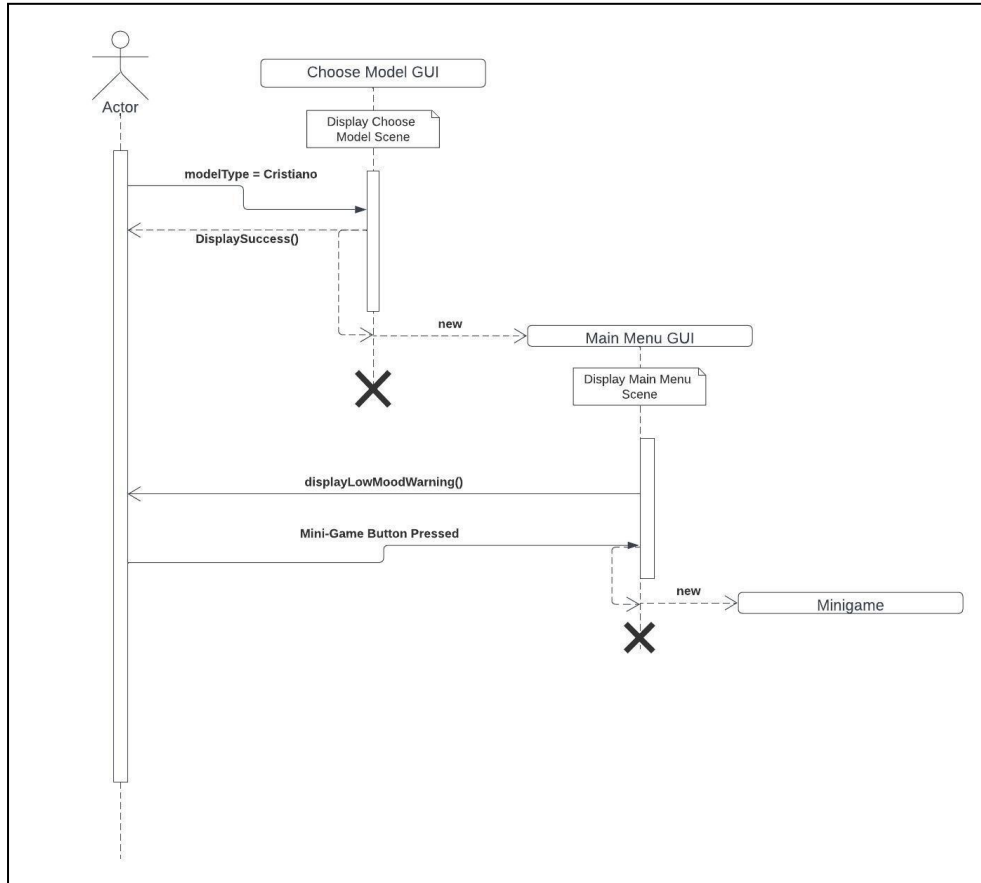 Choose Model GUI
Actor
Display Choose
Model Scene
modelType = Cristiano
DisplaySuccess()
new
Main Menu GUI
Display Main Menu
Scene
displayLowMoodWarning()
Mini-Game Button Pressed
new
Minigame